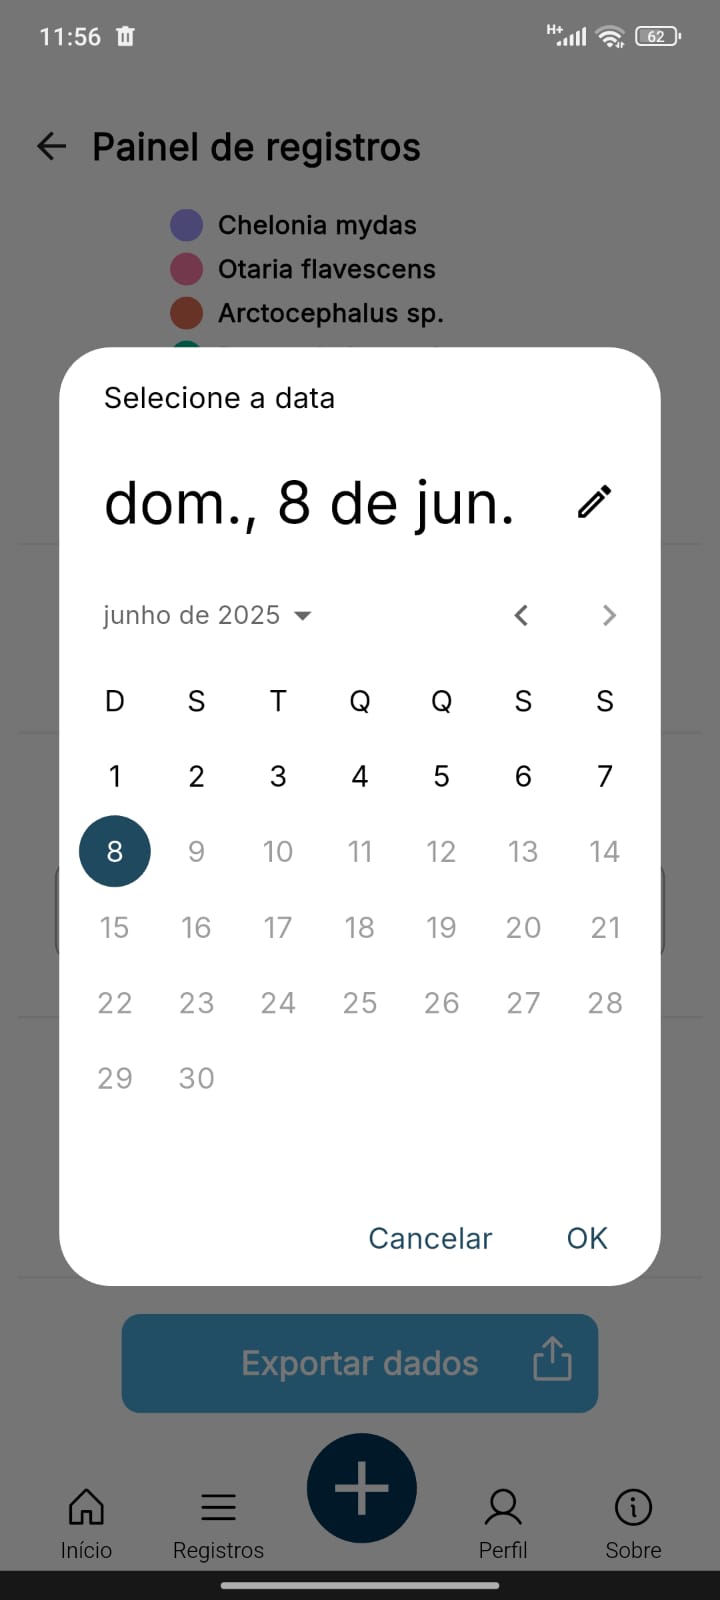 11:56
H+
62
Painel de registros
Chelonia mydas
Otaria flavescens
Arctocephalus sp.
Selecione a data
dom., 8 de jun.
junho de 2025
D S T Q Q S S
1 2 3 4 5 6 7
8 9 10 11 12 13 14
15 16 17 18 19 20 21
22 23 24 25 26 27 28
29 30
Cancelar OK
Exportar dados
Início Registros Perfil Sobre